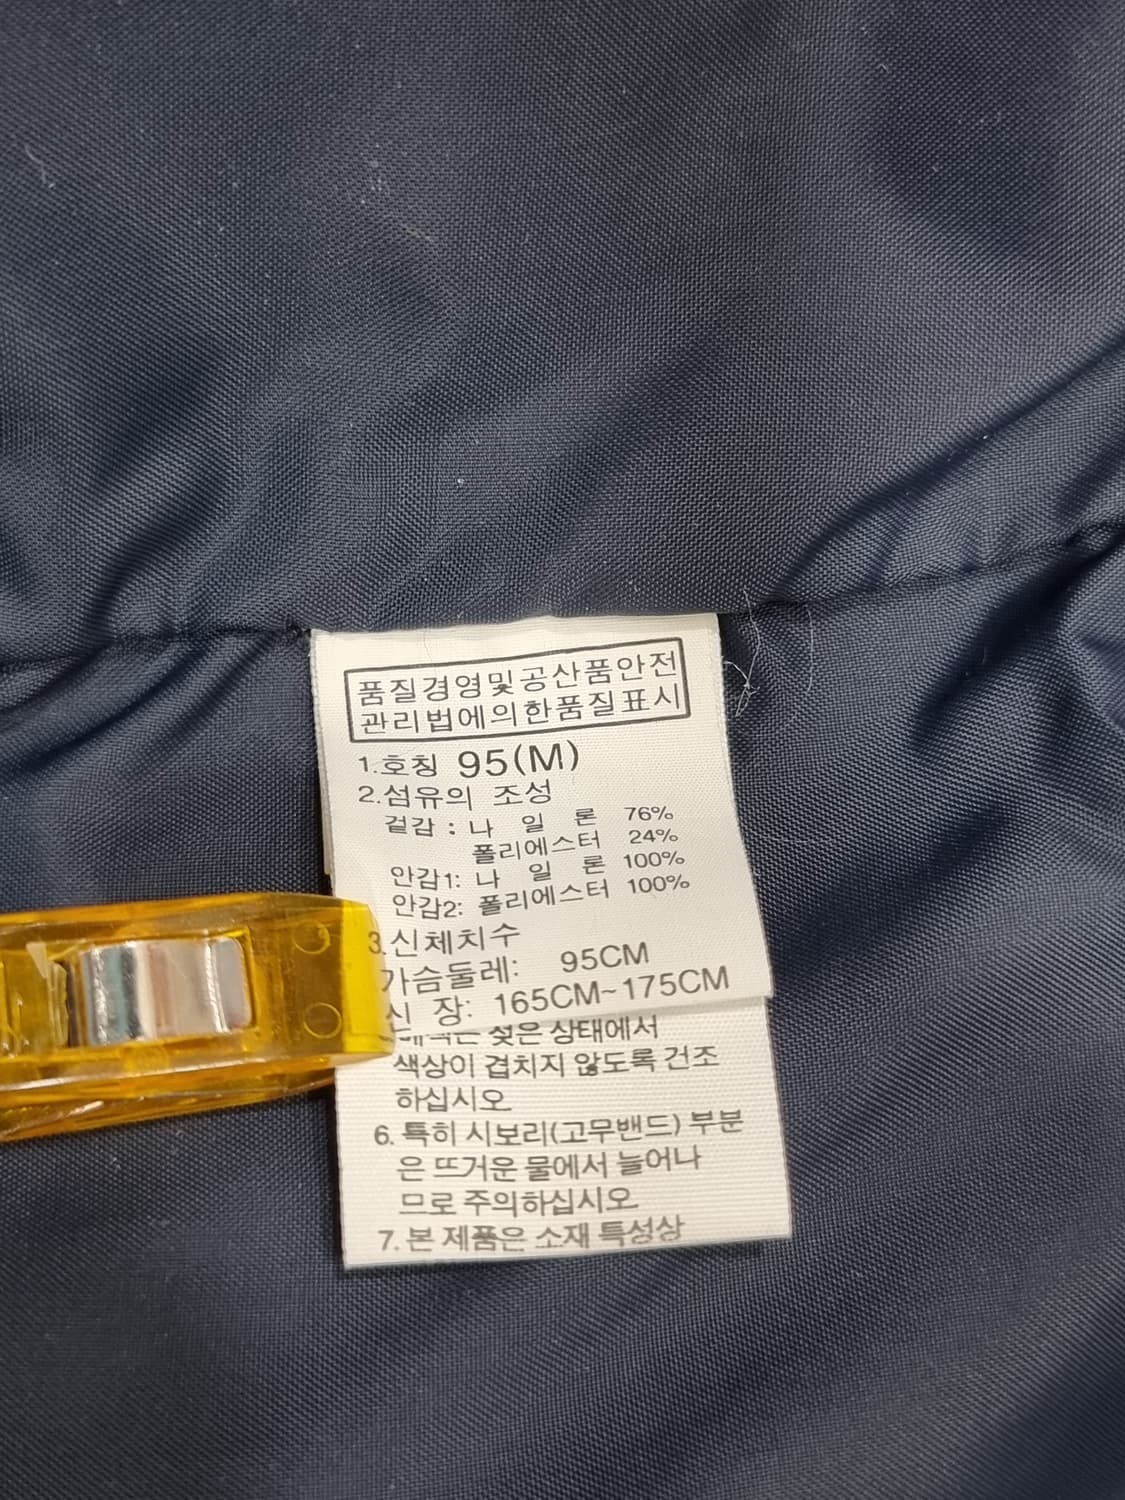 품질경영및공산품안전
관리법에의한품질표시
1.호칭 95(M)
2.섬유의 조성
겉감 : 나 일 론 76%
폴리에스터 24%
안감1: 나 일 론 100%
안감2: 폴리에스터 100%
3.신체치수
가슴둘레: 95CM
신 장: 165CM~175CM
젖은 상태에서
색상이 겹치지 않도록 건조
하십시오
6. 특히 시보리(고무밴드) 부분
은 뜨거운 물에서 늘어나
므로 주의하십시오
7. 본 제품은 소재 특성상